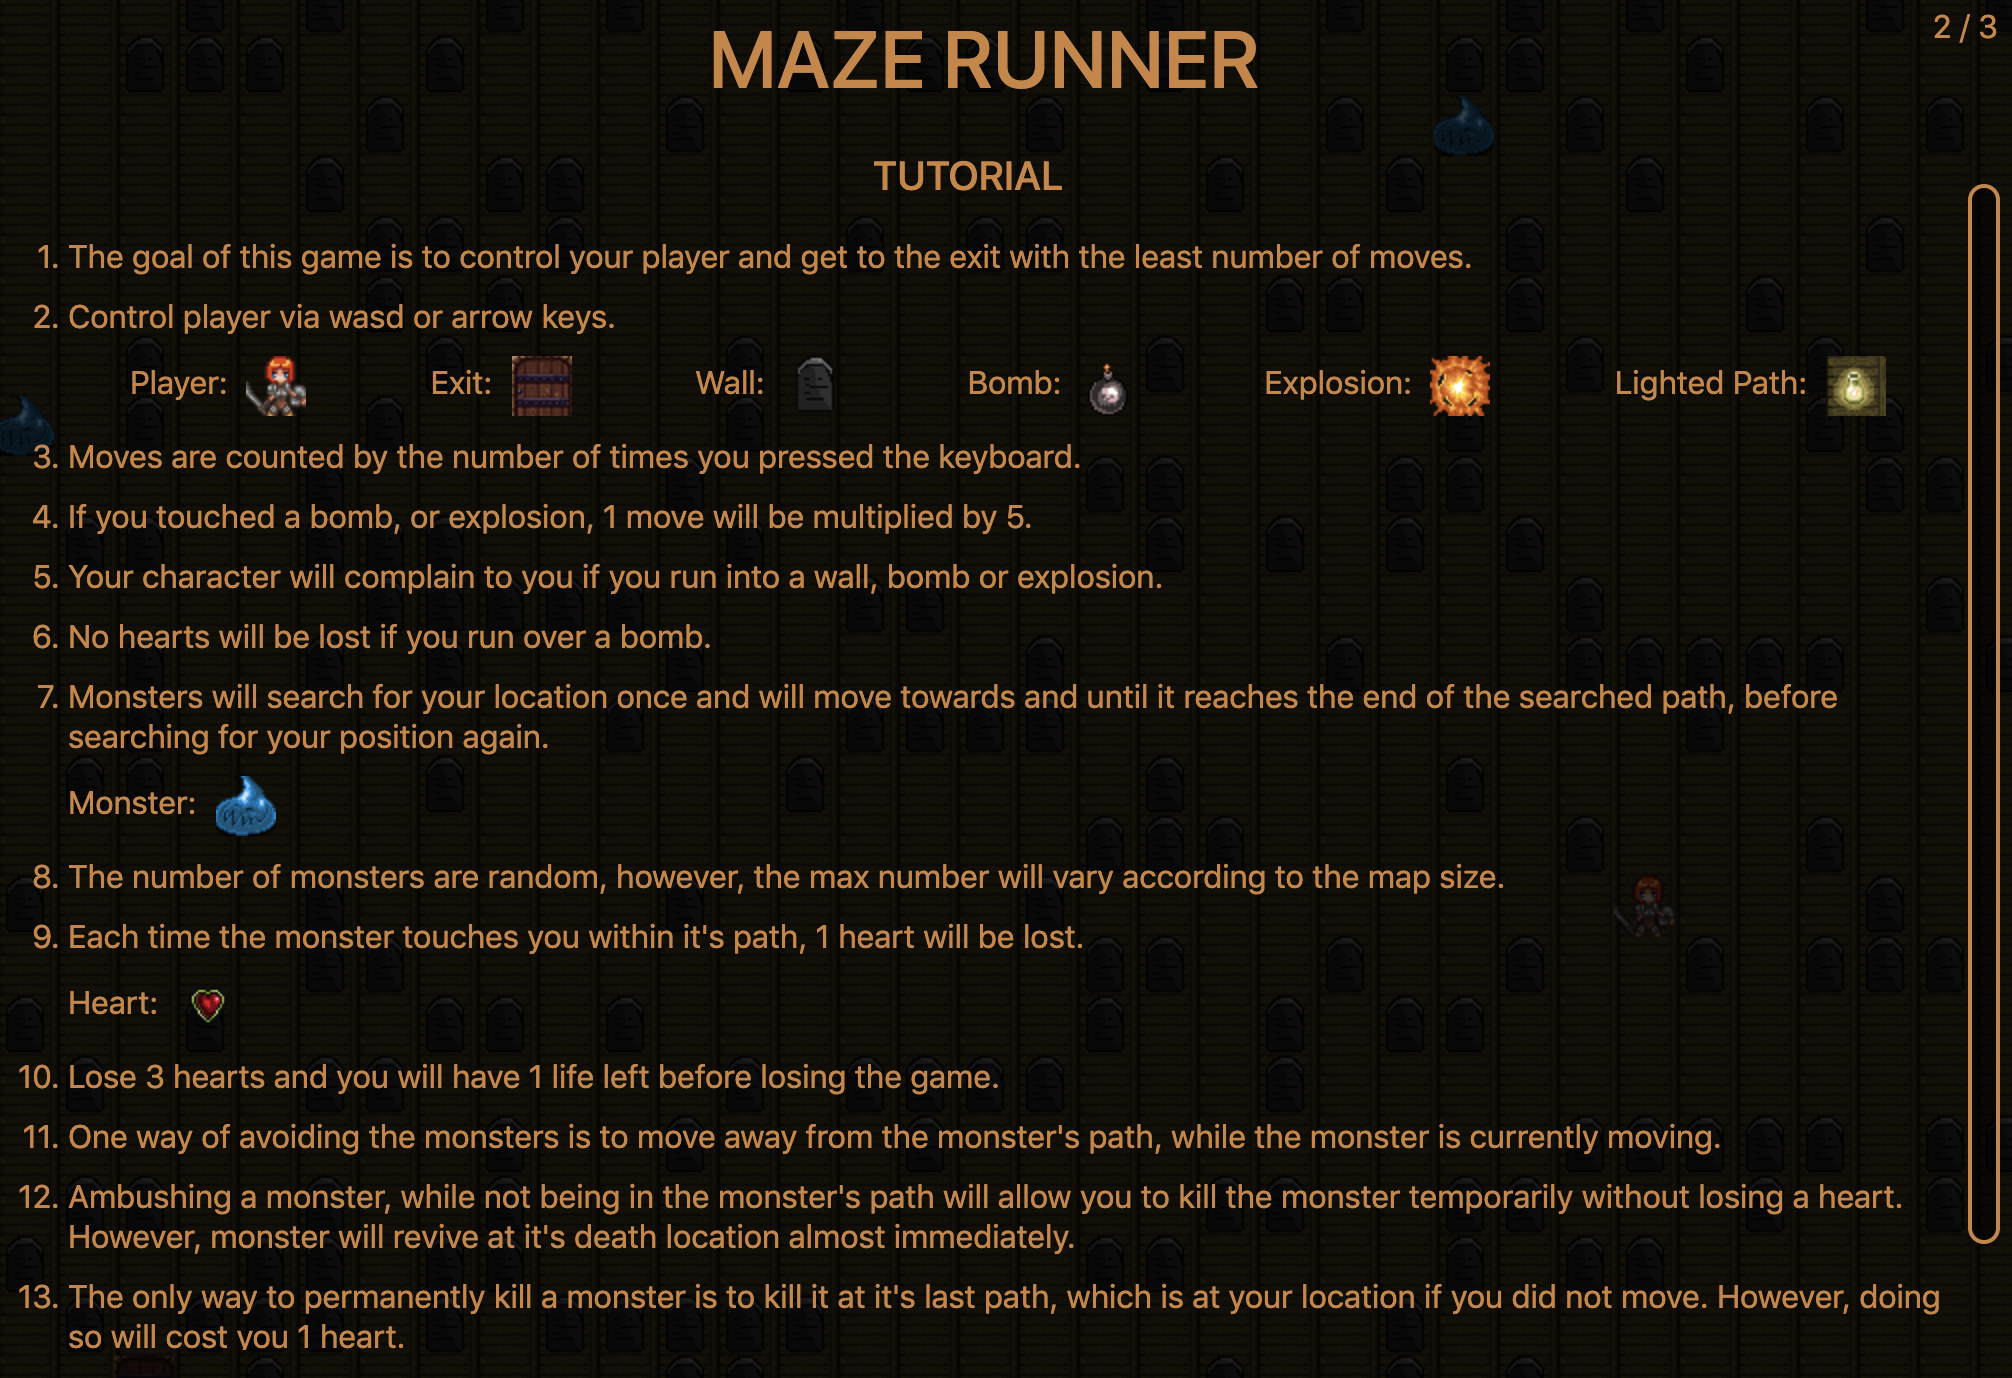 2 / 3
MAZE RUNNER
TUTORIAL
1. The goal of this game is to control your player and get to the exit with the least number of moves.
2. Control player via wasd or arrow keys.
Player: Exit: Wall: Bomb: Explosion: Lighted Path:
3. Moves are counted by the number of times you pressed the keyboard.
4. If you touched a bomb, or explosion, 1 move will be multiplied by 5.
5. Your character will complain to you if you run into a wall, bomb or explosion.
6. No hearts will be lost if you run over a bomb.
7. Monsters will search for your location once and will move towards and until it reaches the end of the searched path, before
searching for your position again.
Monster:
8. The number of monsters are random, however, the max number will vary according to the map size.
9. Each time the monster touches you within it's path, 1 heart will be lost.
Heart:
10. Lose 3 hearts and you will have 1 life left before losing the game.
11. One way of avoiding the monsters is to move away from the monster's path, while the monster is currently moving.
12. Ambushing a monster, while not being in the monster's path will allow you to kill the monster temporarily without losing a heart.
However, monster will revive at it's death location almost immediately.
13. The only way to permanently kill a monster is to kill it at it's last path, which is at your location if you did not move. However, doing
so will cost you 1 heart.